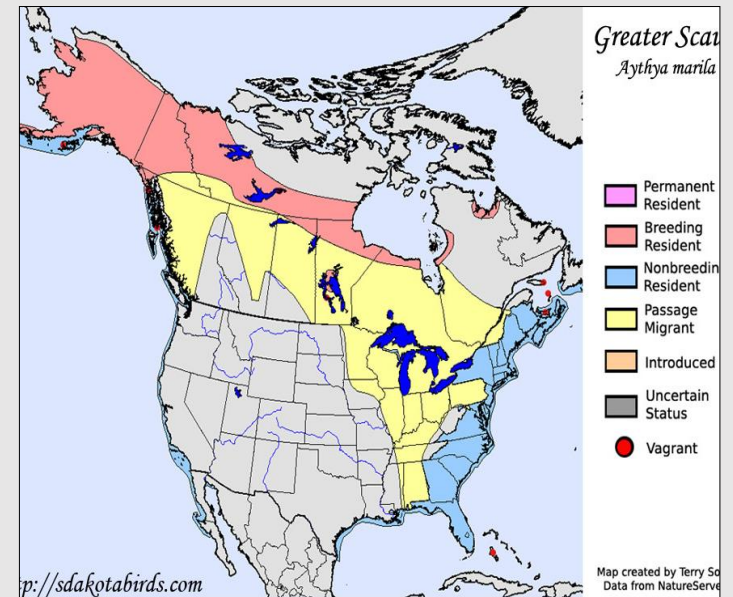 Greater Scau
Aythya marila
Permanent
Resident
Breeding
Resident
Nonbreedin
Resident
Passage
Migrant
Introduced
Uncertain
Status
Vagrant
Map created by Terry So
Data from NatureServe
p://sdakotabirds.com